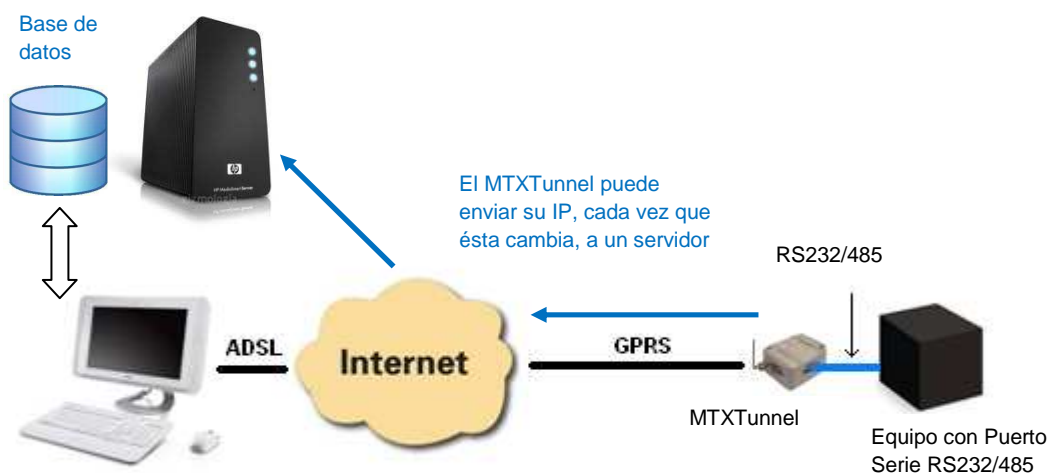 Base de
datos
hp
El MTXTunnel puede
enviar su IP, cada vez que
ésta cambia, a un servidor
RS232/485
ADSL
Internet
GPRS
MTXTunnel
Equipo con Puerto
Serie RS232/485